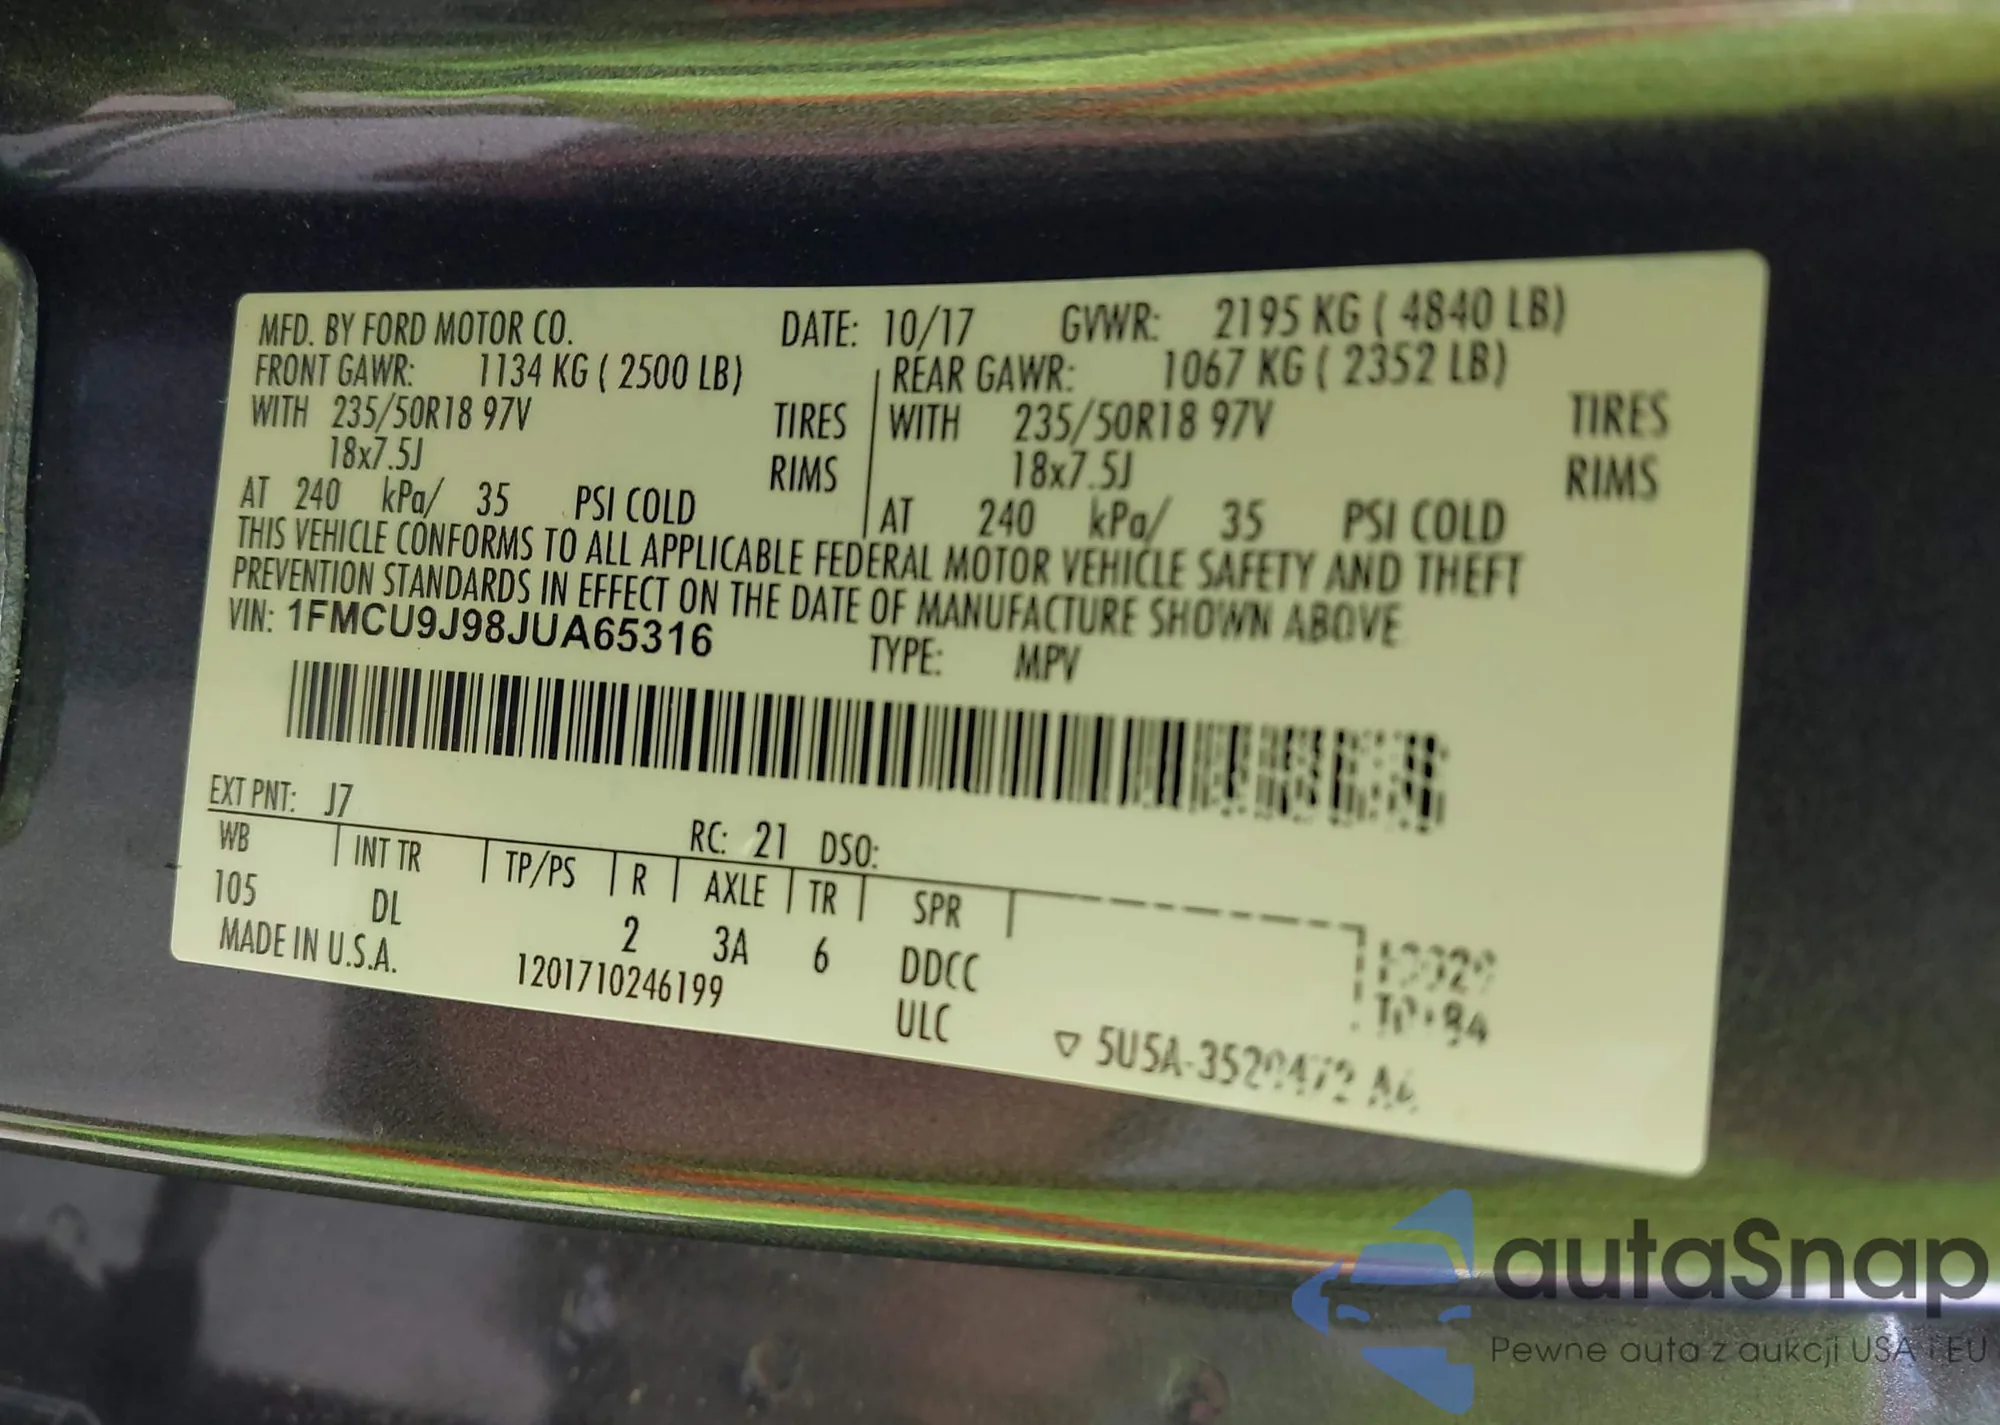 MFD. BY FORD MOTOR CO. DATE: 10/17 GVWR: 2195 KG ( 4840 LB)
FRONT GAWR: 1134 KG ( 2500 LB) REAR GAWR: 1067 KG ( 2352 LB)
WITH 235/50R18 97V TIRES WITH 235/50R18 97V TIRES
18x7.5J RIMS 18x7.5J RIMS
AT 240 kPa/ 35 PSI COLD AT 240 kPa/ 35 PSI COLD
THIS VEHICLE CONFORMS TO ALL APPLICABLE FEDERAL MOTOR VEHICLE SAFETY AND THEFT
PREVENTION STANDARDS IN EFFECT ON THE DATE OF MANUFACTURE SHOWN ABOVE
VIN: 1FMCU9J98JUA65316 TYPE: MPV
EXT PNT: J7 RC: 21 DSO:
WB INT TR TP/PS R AXLE TR SPR
105 DL 2 3A 6 DDCC
MADE IN U.S.A. 1201710246199 ULC
autaSnap
Pewne auta z aukcji USA i EU